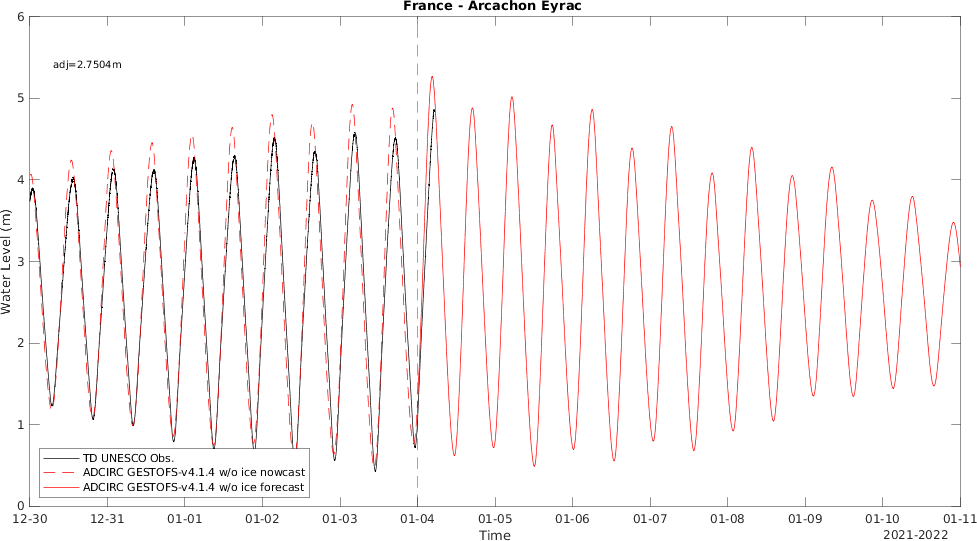 France - Arcachon Eyrac
adj=2.7504m
6
5
4
3
2
1
0
Water Level (m)
TD UNESCO Obs.
ADCIRC GESTOFS-v4.1.4 w/o ice nowcast
ADCIRC GESTOFS-v4.1.4 w/o ice forecast
12-30 12-31 01-01 01-02 01-03 01-04 01-05 01-06 01-07 01-08 01-09 01-10 01-11
Time
2021-2022